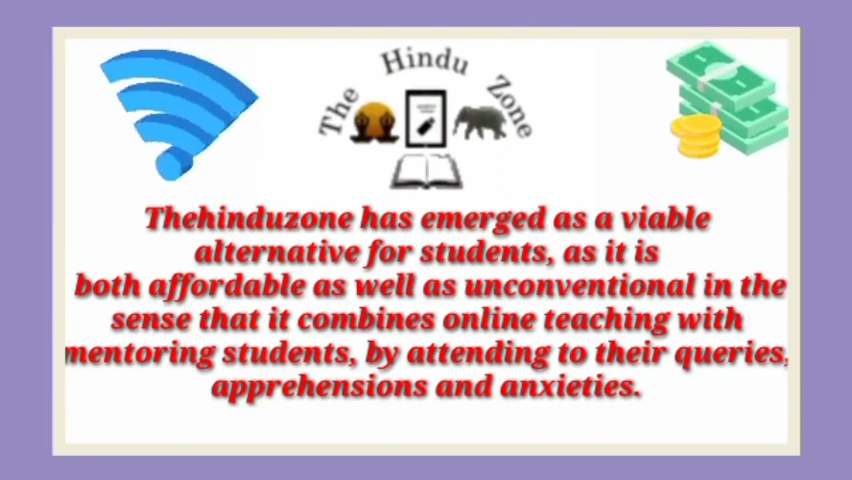 The Hindu Zone
Thehinduzone has emerged as a viable
alternative for students, as it is
both affordable as well as unconventional in the
sense that it combines online teaching with
mentoring students, by attending to their queries,
apprehensions and anxieties.